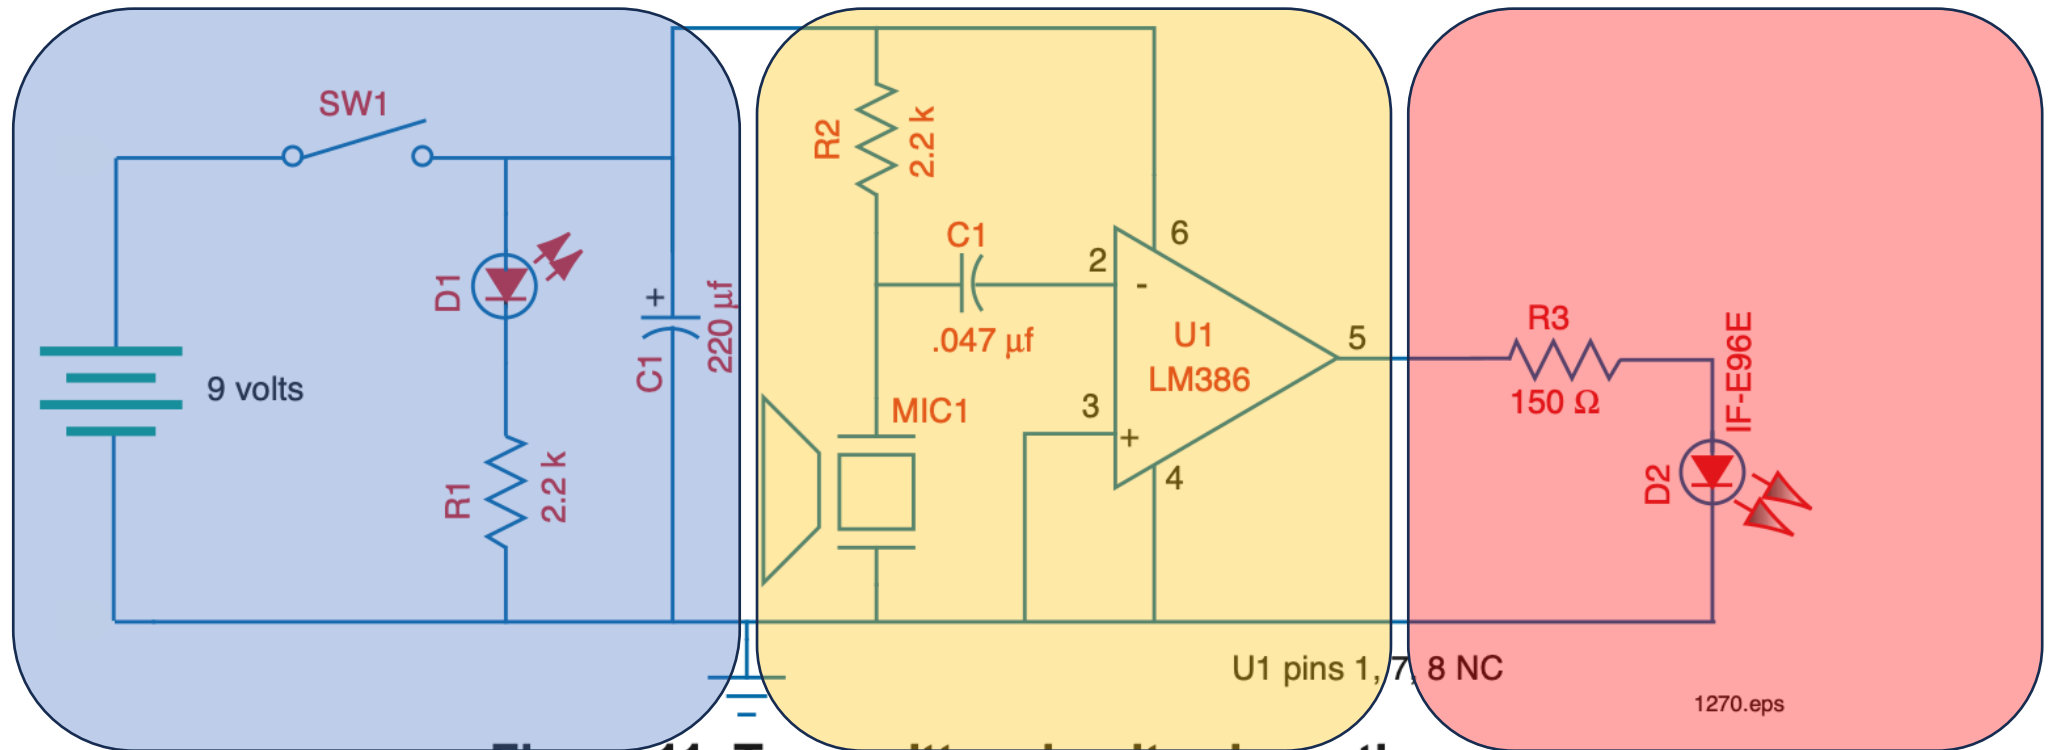 SW1
D1
9 volts
R1
2.2 k
+
C1
220 µf
R2
2.2 k
C1
.047 µf
MIC1
2
-
6
U1
LM386
5
3
+
4
R3
150 Ω
IF-E96E
D2
U1 pins 1, 7, 8 NC
1270.eps